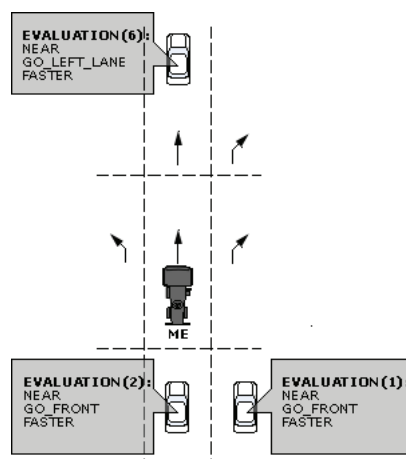 EVALUATION(6):
NEAR
GO_LEFT_LANE
FASTER
ME
EVALUATION(2):
NEAR
GO_FRONT
FASTER
EVALUATION(1)
NEAR
GO_FRONT
FASTER